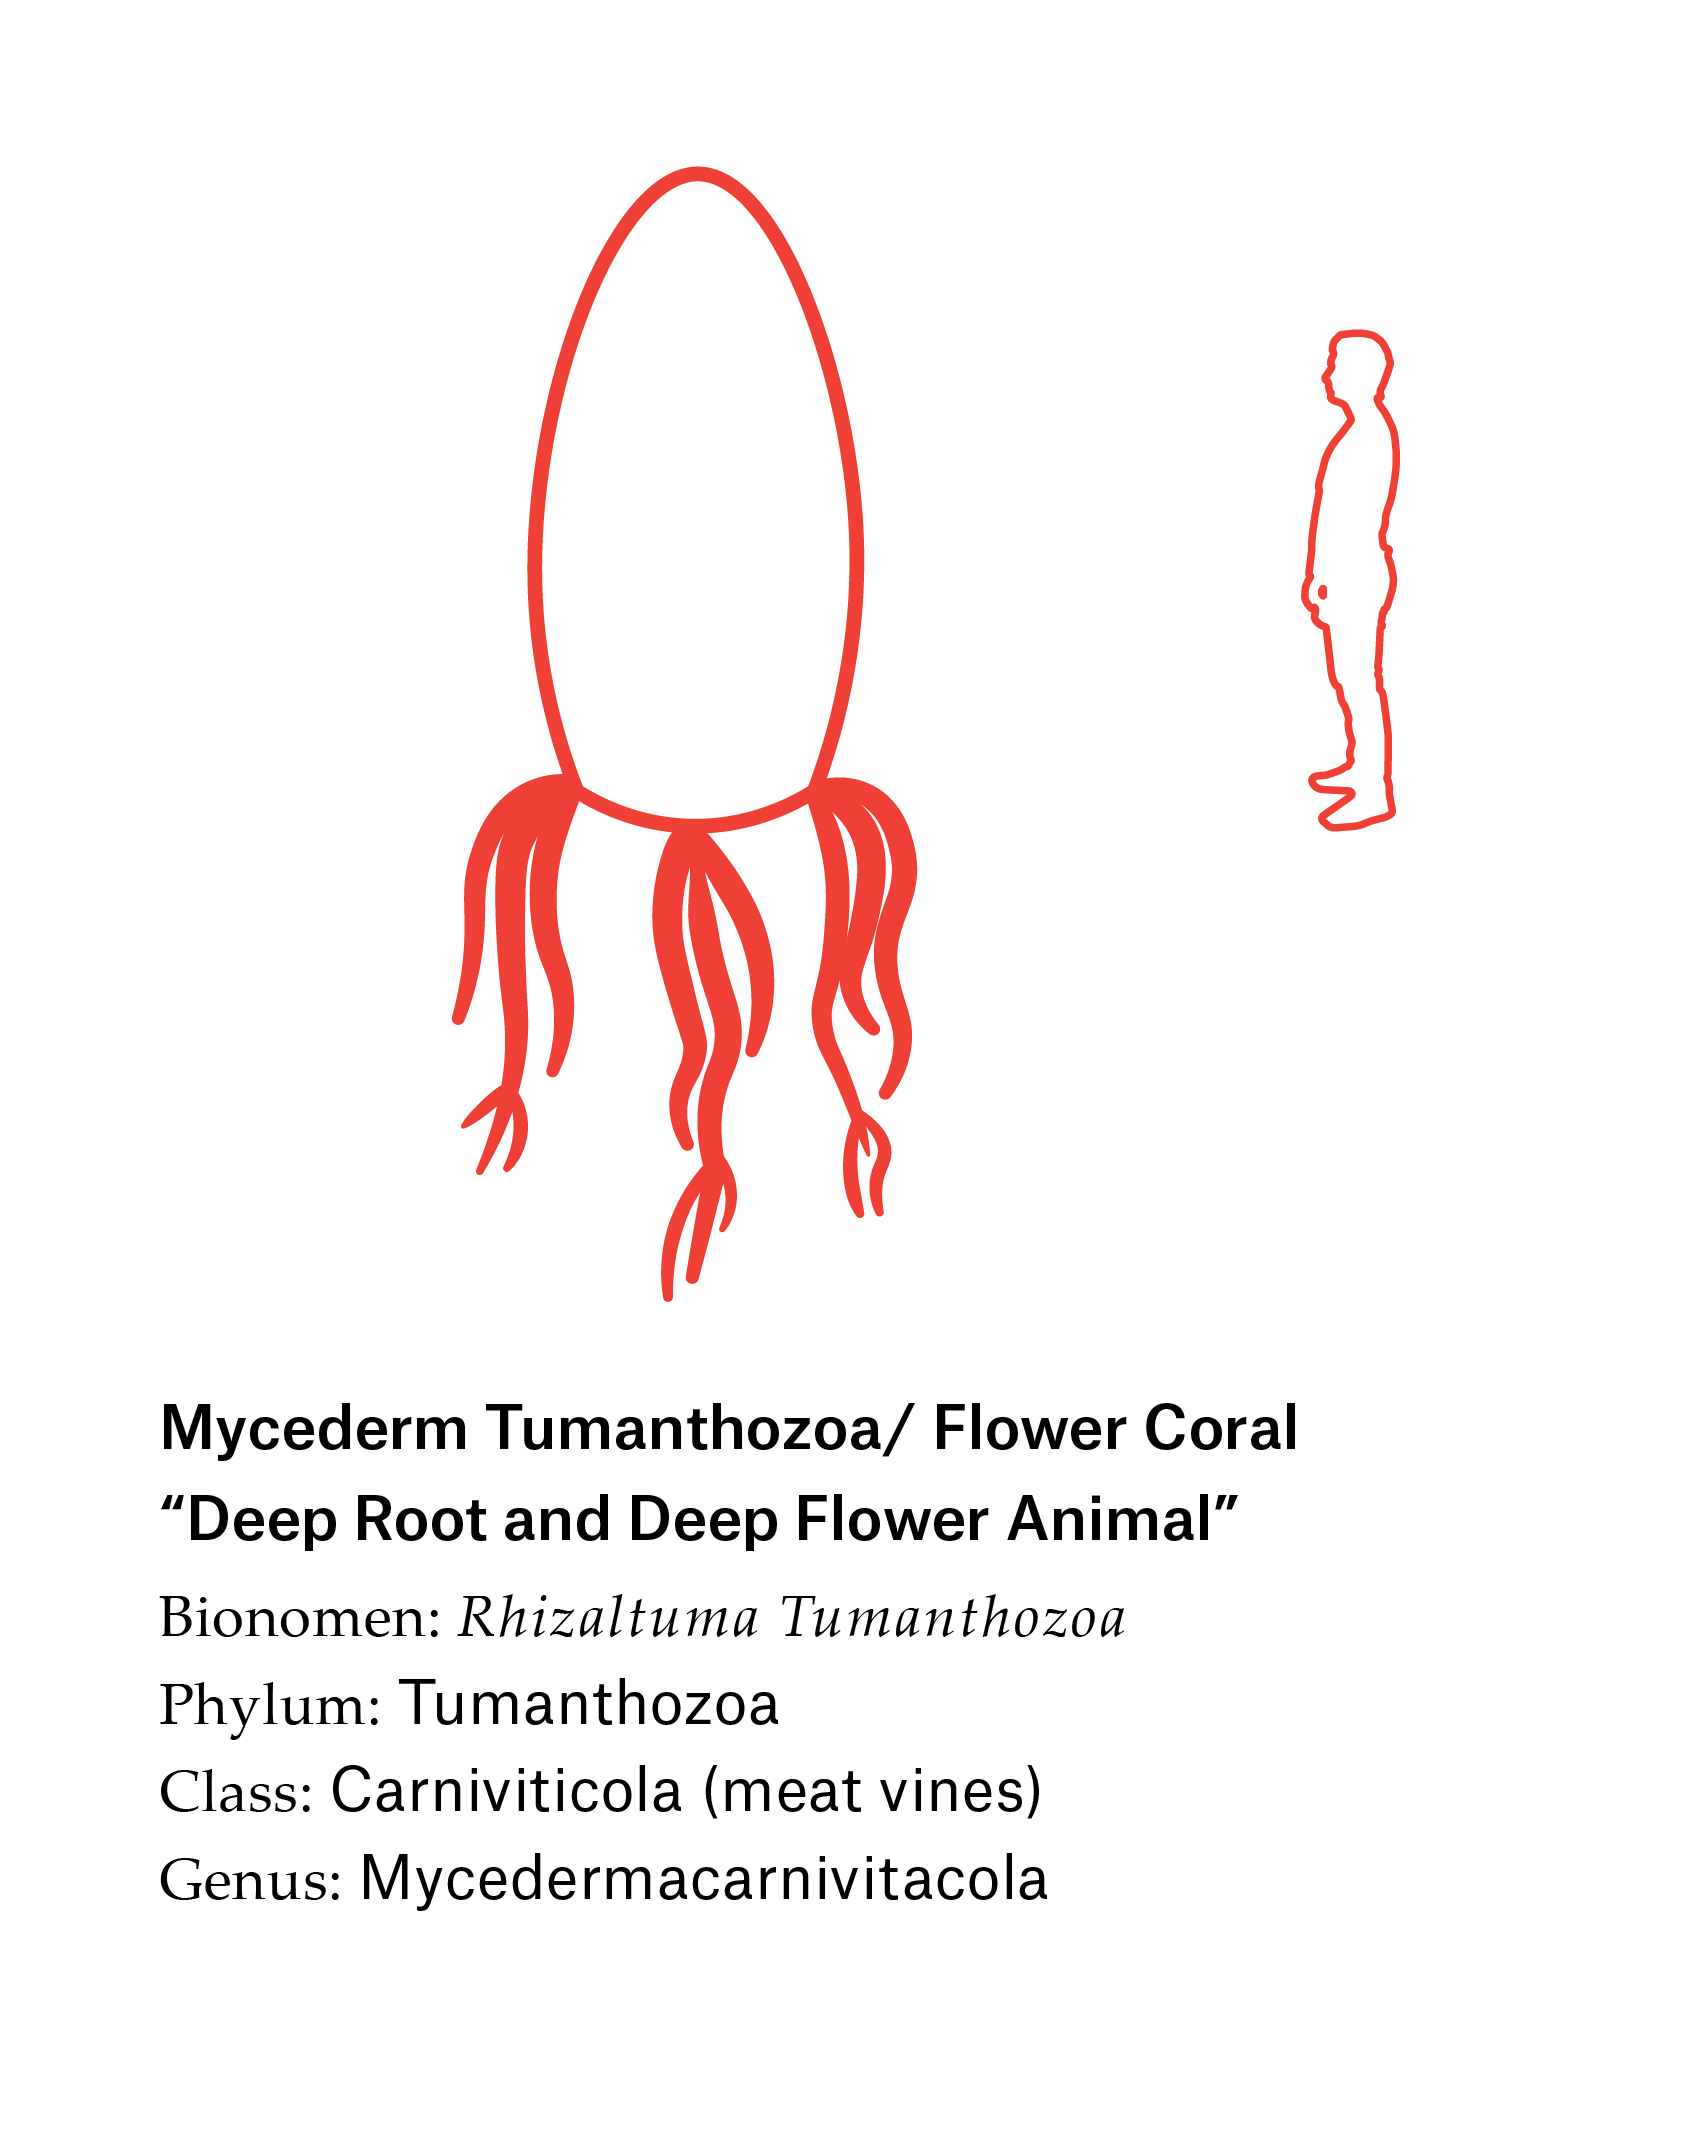 Mycederm Tumanthozoa/ Flower Coral
“Deep Root and Deep Flower Animal”
Bionomen: Rhizaltuma Tumanthozoa
Phylum: Tumanthozoa
Class: Carniviticola (meat vines)
Genus: Mycedermacarnivitacola